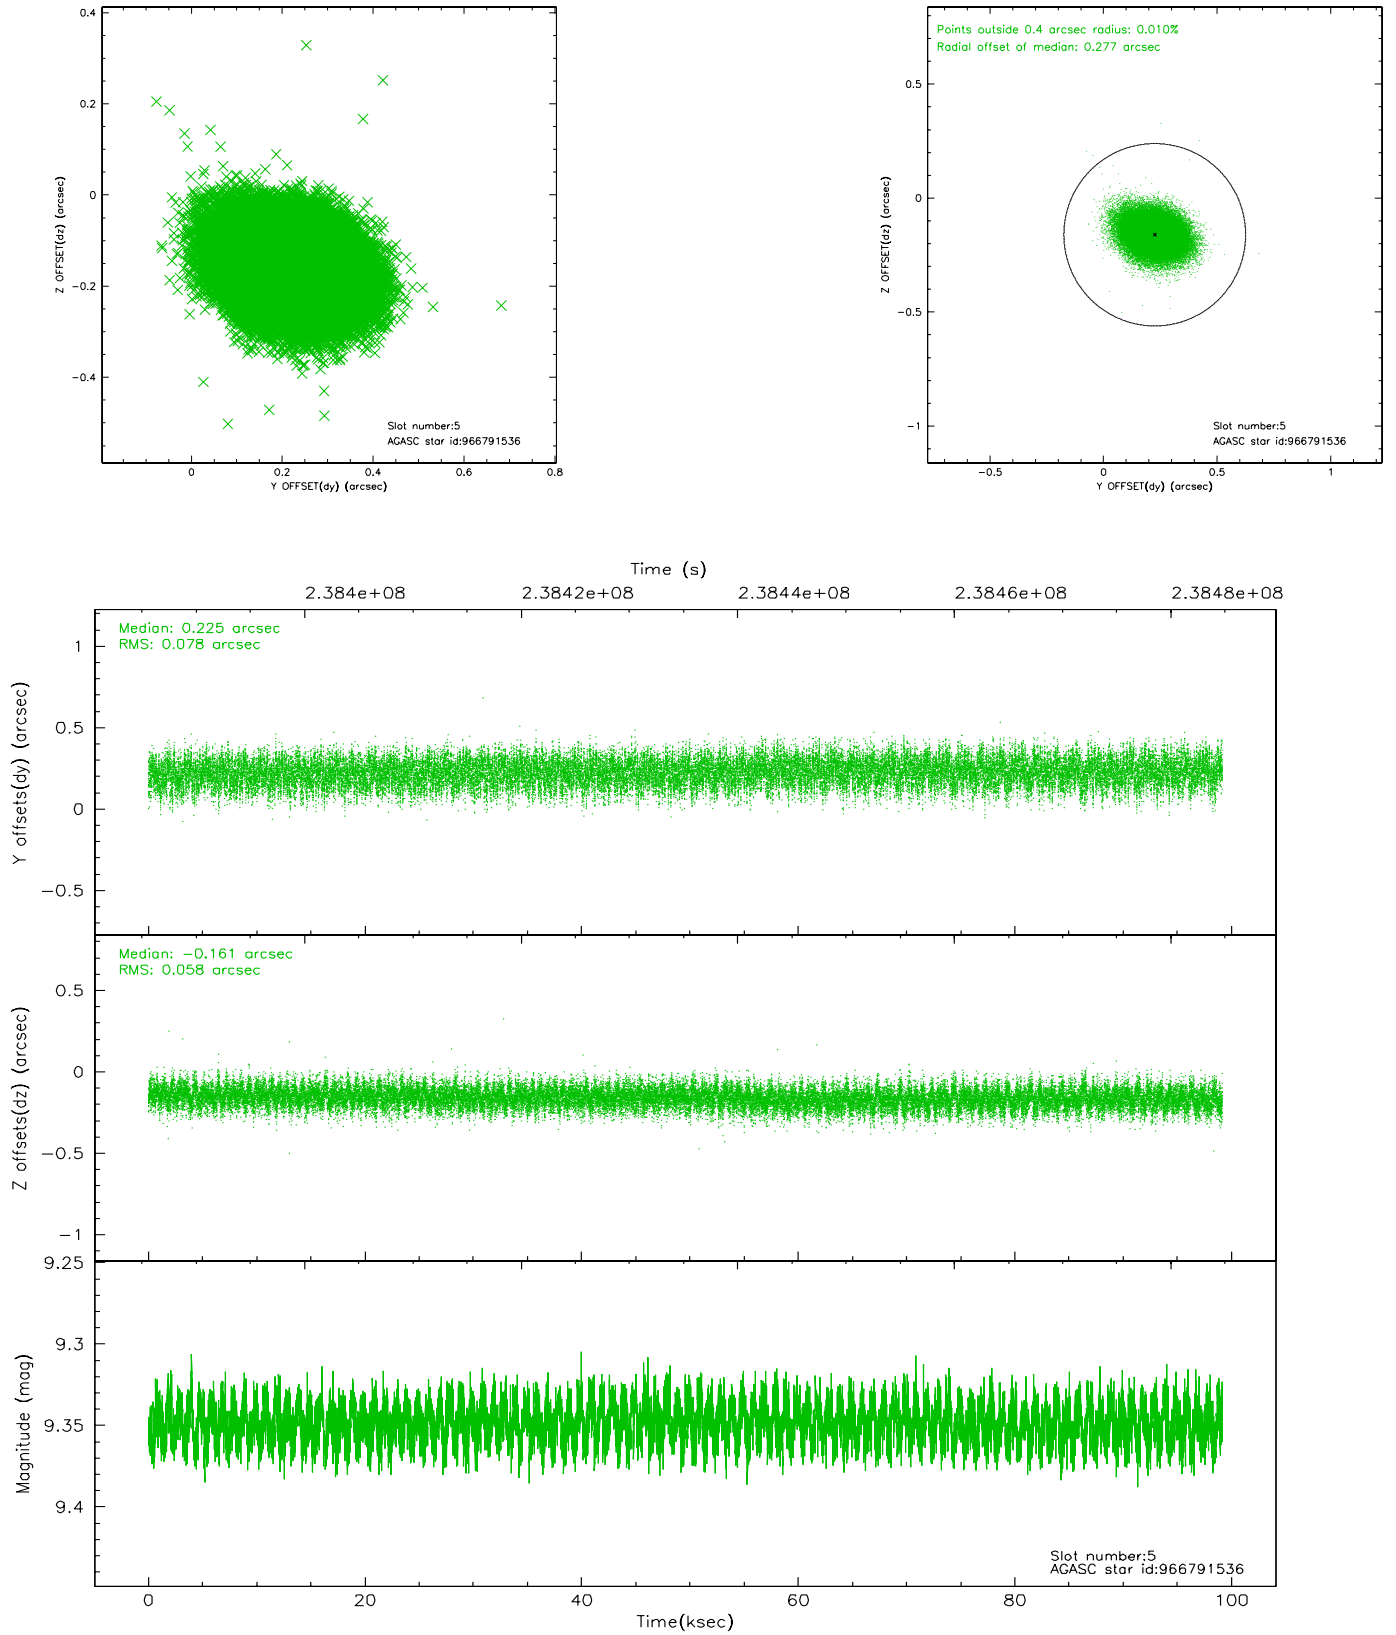 0.4
0.2
0
−0.2
−0.4
Z OFFSET(dz) (arcsec)
Slot number:5
AGASC star id:966791536
0
0.2
0.4
0.6
0.8
Y OFFSET(dy) (arcsec)
Points outside 0.4 arcsec radius: 0.010%
Radial offset of median: 0.277 arcsec
0.5
0
−0.5
−1
Z OFFSET(dz) (arcsec)
Slot number:5
AGASC star id:966791536
−0.5
0
0.5
1
Y OFFSET(dy) (arcsec)
Time (s)
2.384e+08
2.3842e+08
2.3844e+08
2.3846e+08
2.3848e+08
Median: 0.225 arcsec
RMS: 0.078 arcsec
1
0.5
0
−0.5
Y offsets(dy) (arcsec)
Median: −0.161 arcsec
RMS: 0.058 arcsec
0.5
0
−0.5
−1
Z offsets(dz) (arcsec)
9.25
9.3
9.35
9.4
Magnitude (mag)
Slot number:5
AGASC star id:966791536
0
20
40
60
80
100
Time(ksec)